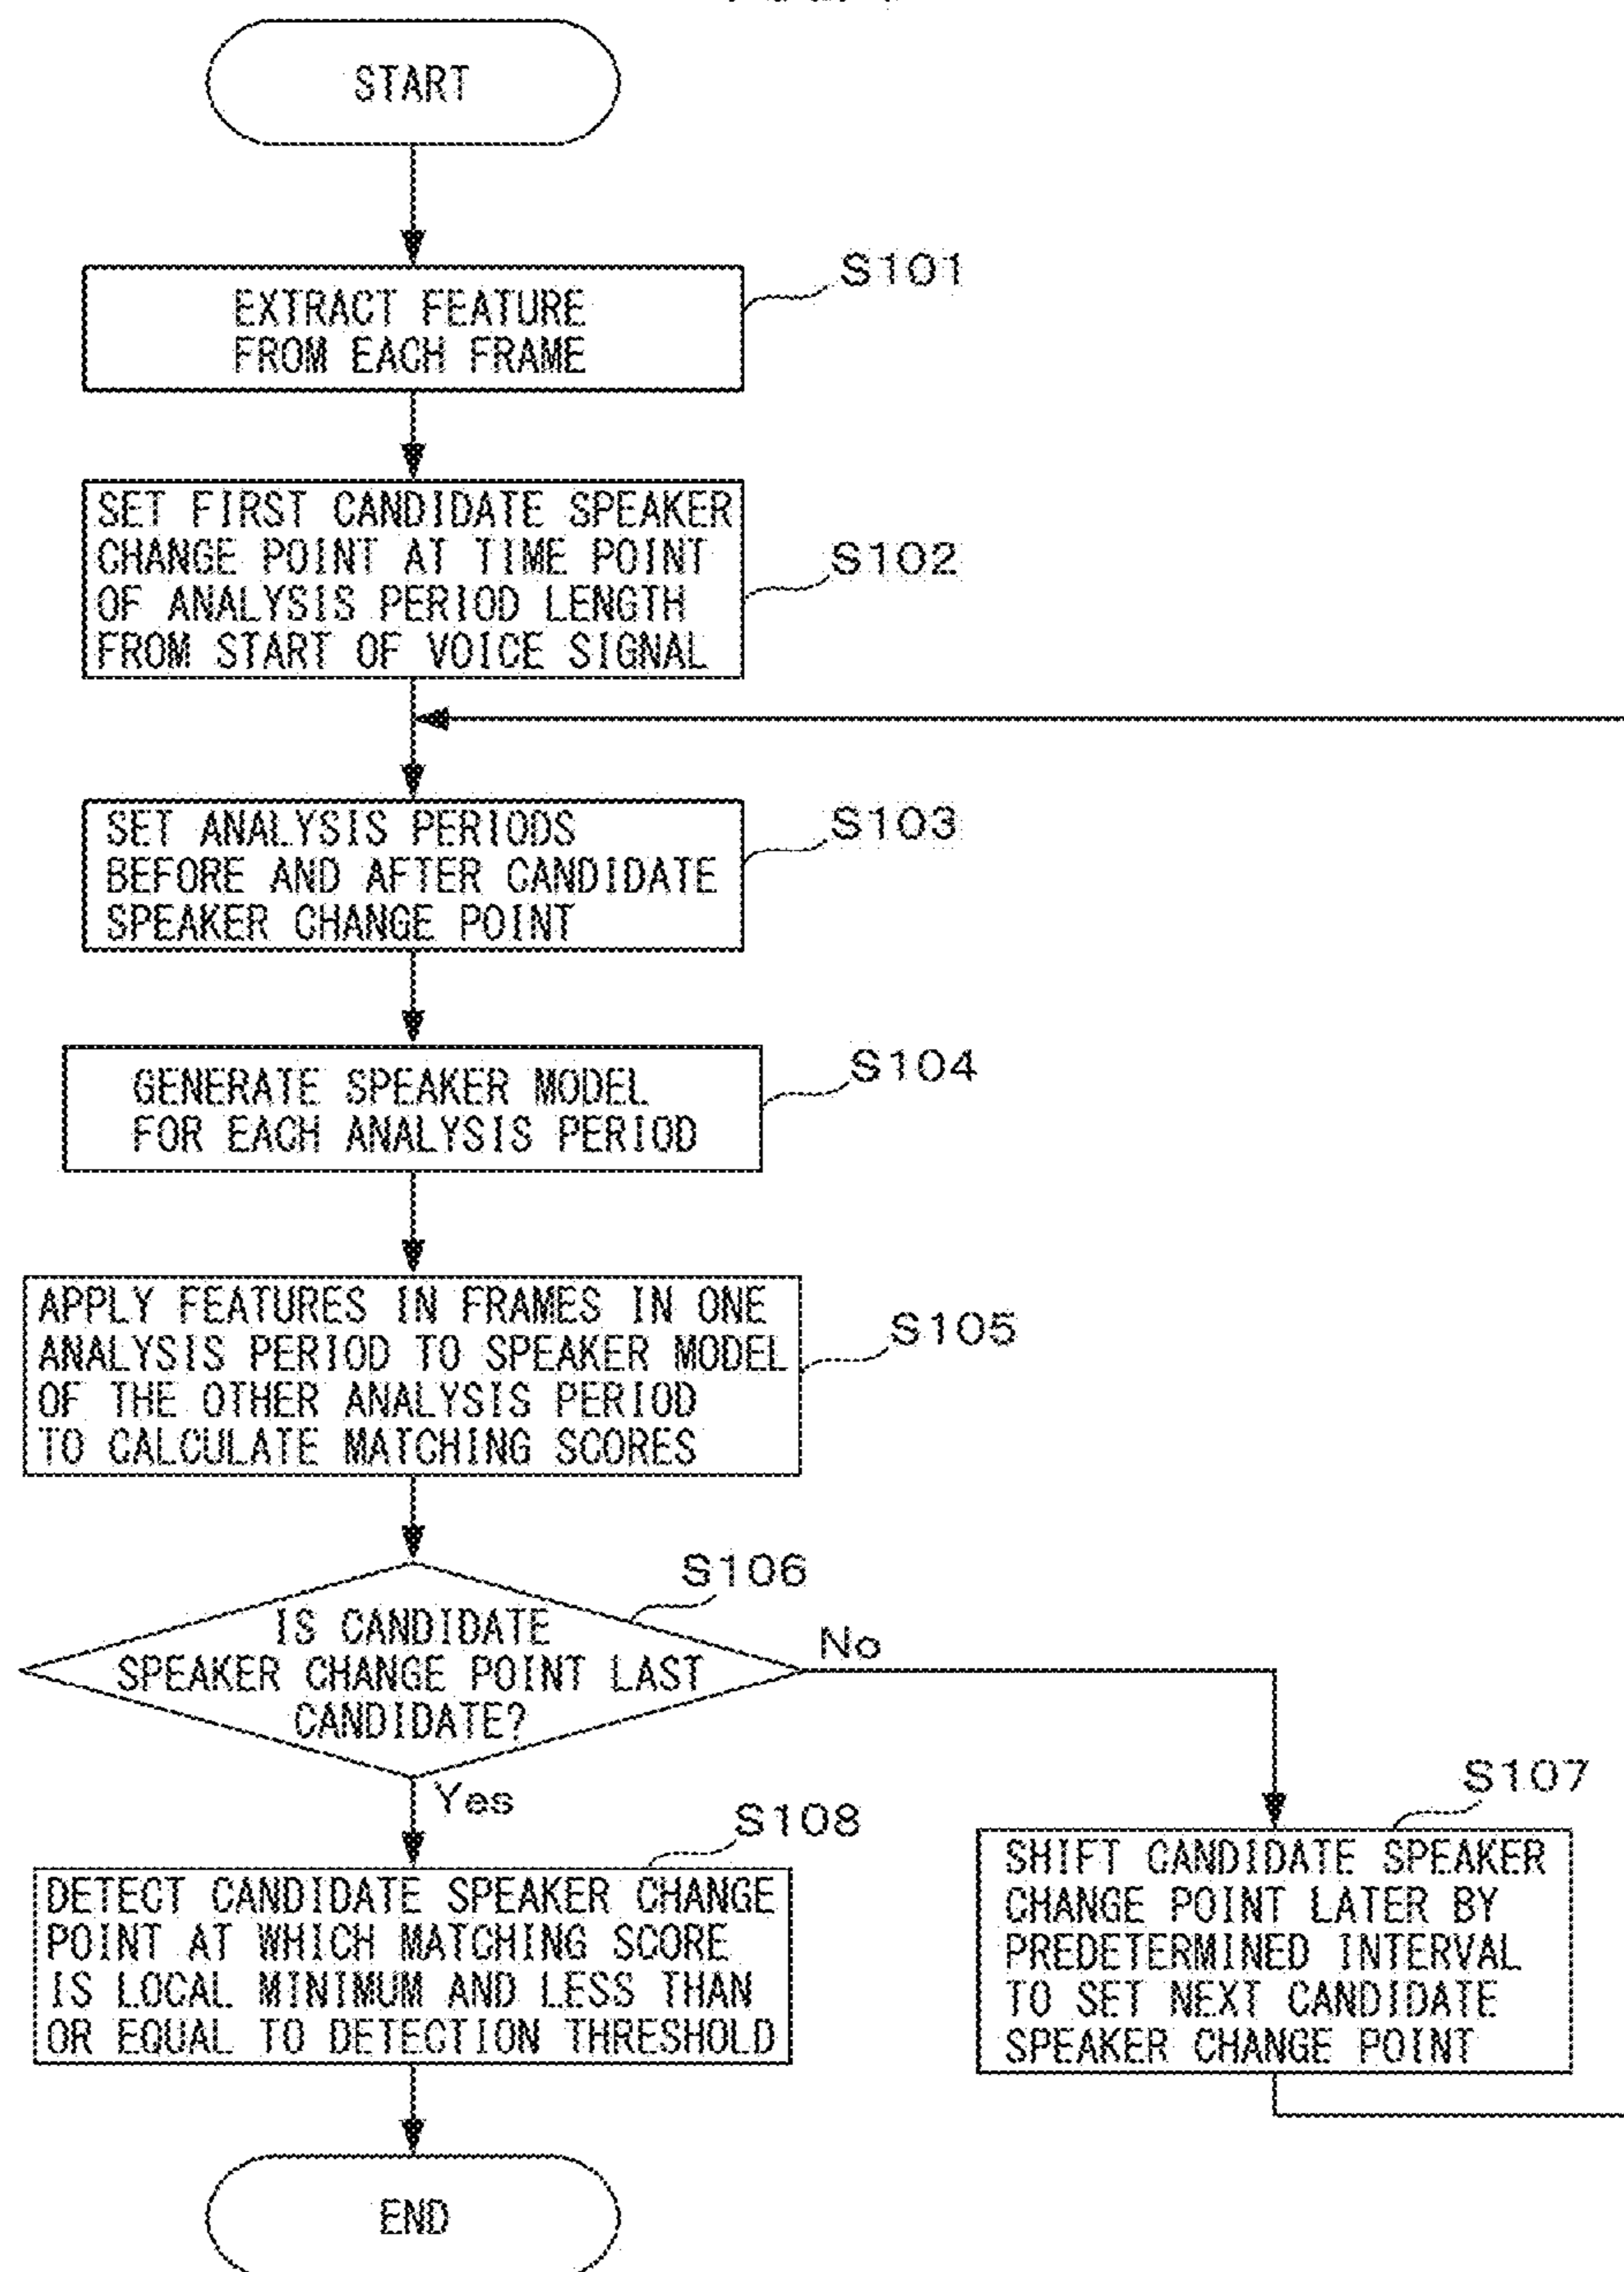 START
S101
EXTRACT FEATURE
FROM EACH FRAME
SET FIRST CANDIDATE SPEAKER
CHANGE POINT AT TIME POINT
OF ANALYSIS PERIOD LENGTH
FROM START OF VOICE SIGNAL
S102
SET ANALYSIS PERIODS
BEFORE AND AFTER CANDIDATE
SPEAKER CHANGE POINT
S103
GENERATE SPEAKER MODEL
FOR EACH ANALYSIS PERIOD
S104
APPLY FEATURES IN FRAMES IN ONE
ANALYSIS PERIOD TO SPEAKER MODEL
OF THE OTHER ANALYSIS PERIOD
TO CALCULATE MATCHING SCORES
S105
S106
IS CANDIDATE
SPEAKER CHANGE POINT LAST
CANDIDATE?
No
Yes
S107
SHIFT CANDIDATE SPEAKER
CHANGE POINT LATER BY
PREDETERMINED INTERVAL
TO SET NEXT CANDIDATE
SPEAKER CHANGE POINT
S108
DETECT CANDIDATE SPEAKER CHANGE
POINT AT WHICH MATCHING SCORE
IS LOCAL MINIMUM AND LESS THAN
OR EQUAL TO DETECTION THRESHOLD
END